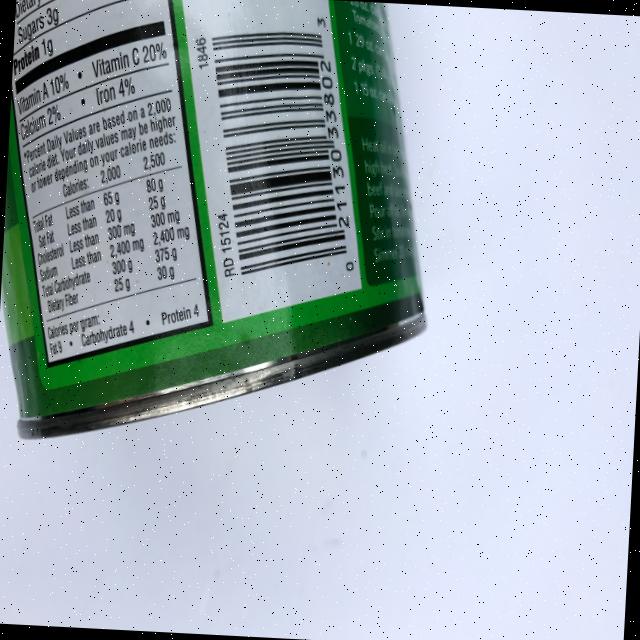 Sugars 3g
Protein 1g
Vitamin A 10% • Vitamin C 20%
Calcium 2% • Iron 4%
*Percent Daily Values are based on a 2,000
calorie diet. Your daily values may be higher
or lower depending on your calorie needs:
Calories: 2,000 2,500
Total Fat Less than 65 g 80 g
Sat Fat Less than 20 g 25 g
Cholesterol Less than 300 mg 300 mg
Sodium Less than 2,400 mg 2,400 mg
Total Carbohydrate 300 g 375 g
Dietary Fiber 25 g 30 g
Calories per gram:
Fat 9 • Carbohydrate 4 • Protein 4
1846
RD 15124
0 21130 33802 3